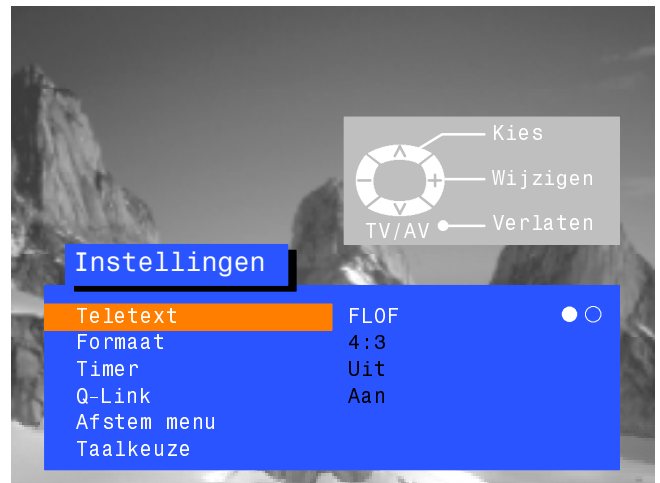 Kies
Wijzigen
TV/AV Verlaten
Instellingen
Teletext FLOF
Formaat 4:3
Timer Uit
Q-Link Aan
Afstem menu
Taalkeuze